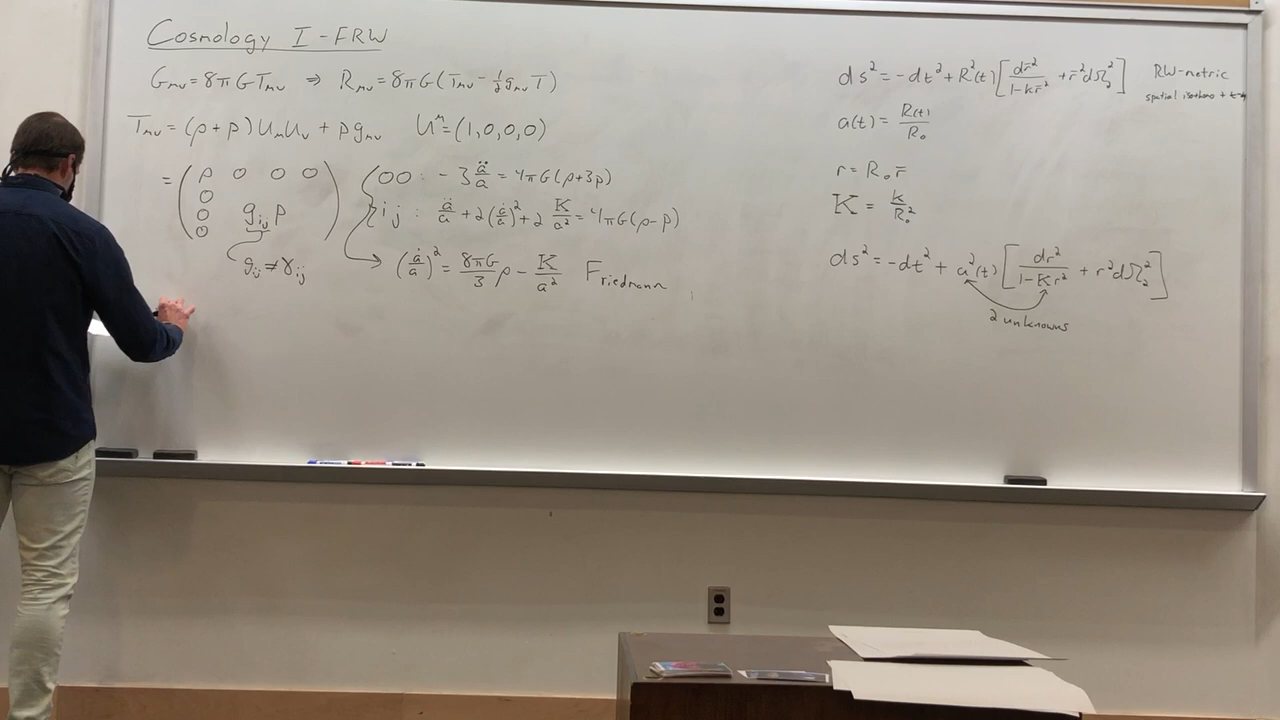 Cosmology I - FRW
G_μν = 8πG T_μν ⇒ R_μν = 8πG (T_μν - 1/2 g_μν T)
T_μν = (ρ + p) U_μ U_ν + p g_μν U^μ = (1, 0, 0, 0)
= ( ρ 0 0 0
0
0 g_ij p
0 )
g_ij ≠ γ_ij
{ 00 : - 3 ä/a = 4πG (ρ + 3p)
ij : ä/a + 2 (ȧ/a)² + 2 K/a² = 4πG (ρ - p)
(ȧ/a)² = 8πG/3 ρ - K/a² Friedmann
ds² = -dt² + R²(t) [ dr̄²/1-kr̄² + r̄² dΩ₂² ] RW-metric
spatial +
a(t) = R(t)/R₀
r = R₀ r̄
K = k/R₀²
ds² = -dt² + a²(t) [ dr²/1-Kr² + r² dΩ₂² ]
2 unknowns